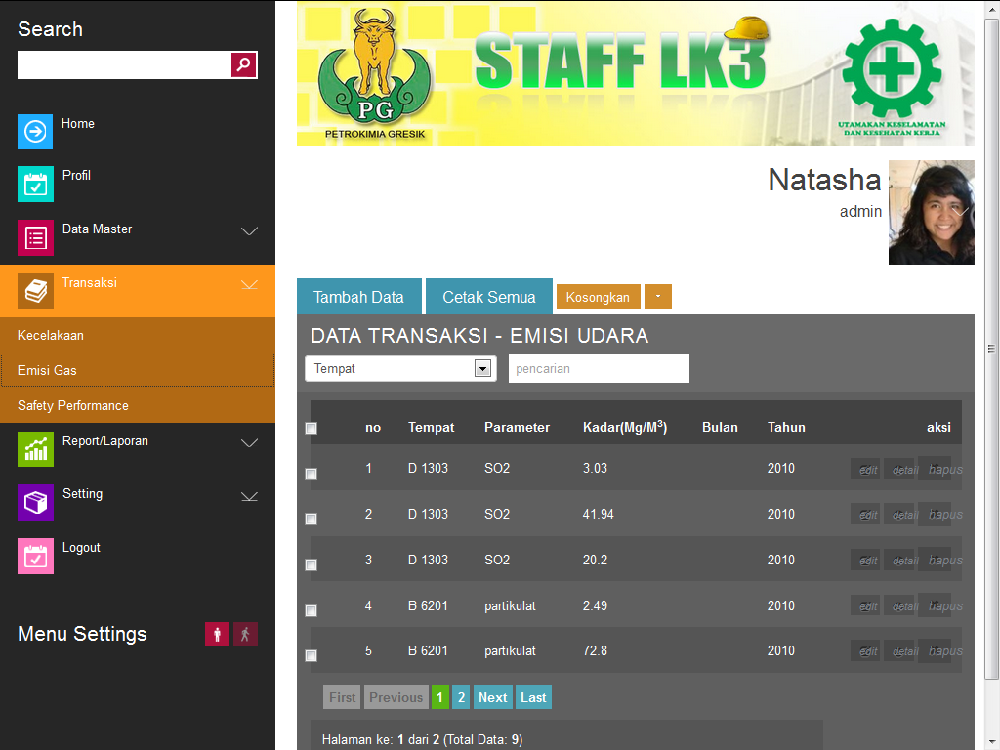 Search
Home
Profil
Data Master
Transaksi
Kecelakaan
Emisi Gas
Safety Performance
Report/Laporan
Setting
Logout
Menu Settings
PG
PETROKIMIA GRESIK
STAFF LK3
UTAMAKAN KESELAMATAN
DAN KESEHATAN KERJA
Natasha
admin
Tambah Data Cetak Semua Kosongkan
DATA TRANSAKSI - EMISI UDARA
Tempat pencarian
no Tempat Parameter Kadar(Mg/M³) Bulan Tahun aksi
1 D 1303 SO2 3.03 2010 edit detail hapus
2 D 1303 SO2 41.94 2010 edit detail hapus
3 D 1303 SO2 20.2 2010 edit detail hapus
4 B 6201 partikulat 2.49 2010 edit detail hapus
5 B 6201 partikulat 72.8 2010 edit detail hapus
First Previous 1 2 Next Last
Halaman ke: 1 dari 2 (Total Data: 9)